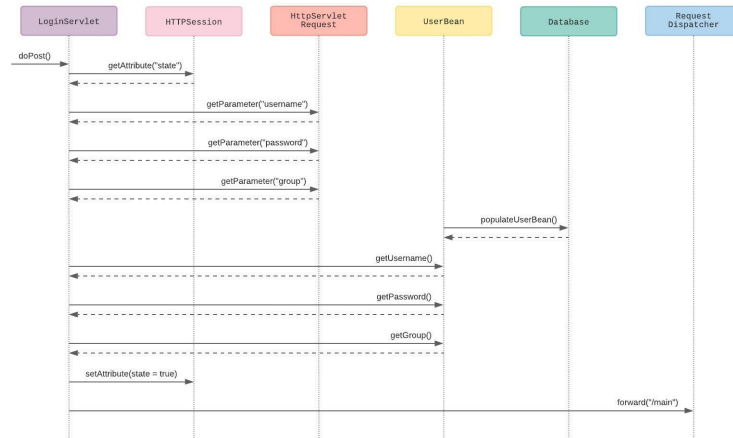 LoginServlet
HTTPSession
HttpServlet
Request
UserBean
Database
Request
Dispatcher
doPost()
getAttribute("state")
getParameter("username")
getParameter("password")
getParameter("group")
populateUserBean()
getUsername()
getPassword()
getGroup()
setAttribute(state = true)
forward("/main")